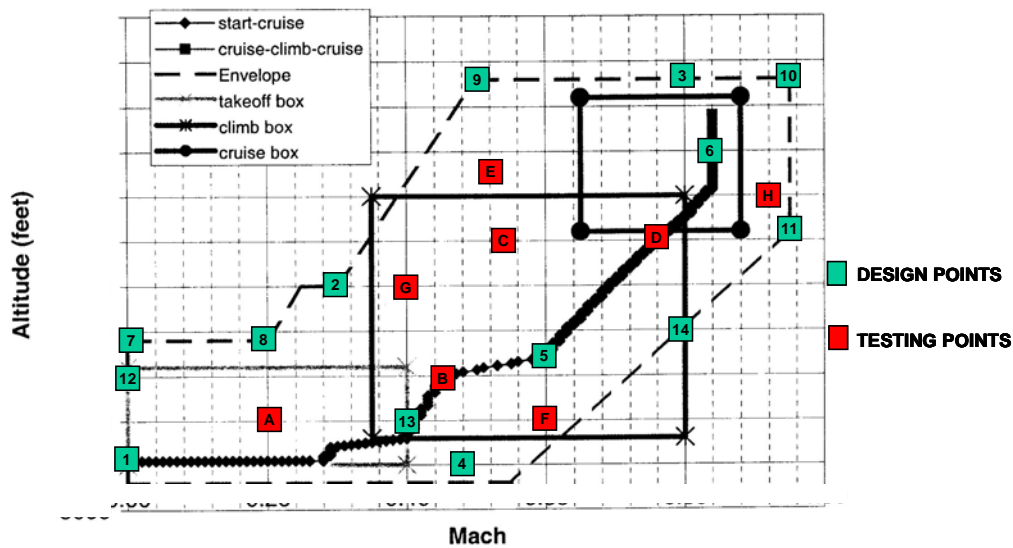 start-cruise
cruise-climb-cruise
Envelope
takeoff box
climb box
cruise box
9
3
10
6
E
H
C
D
11
2
G
DESIGN POINTS
14
7
8
TESTING POINTS
5
12
B
A
13
F
1
4
Altitude (feet)
Mach